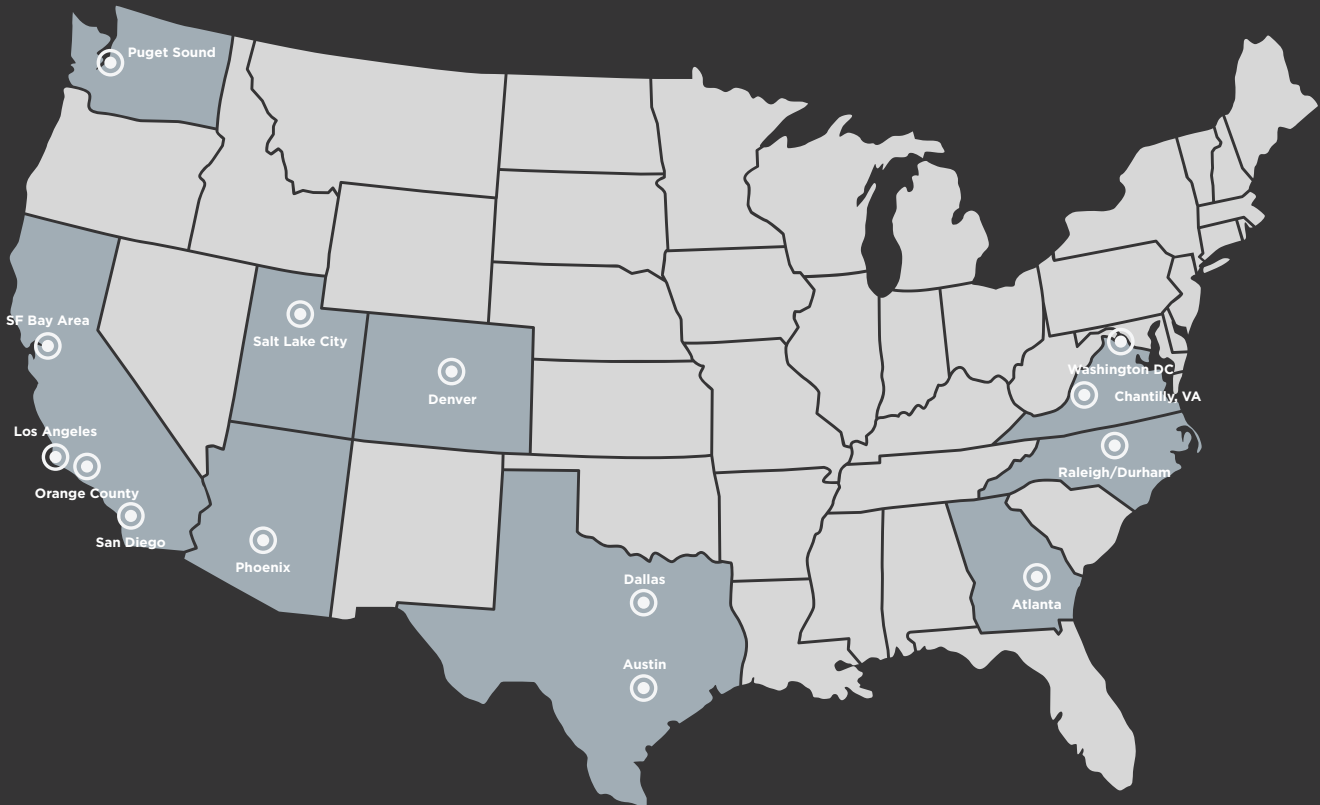 Puget Sound
SF Bay Area
Salt Lake City
Denver
Washington DC
Chantilly, VA
Los Angeles
Orange County
San Diego
Raleigh/Durham
Phoenix
Dallas
Atlanta
Austin